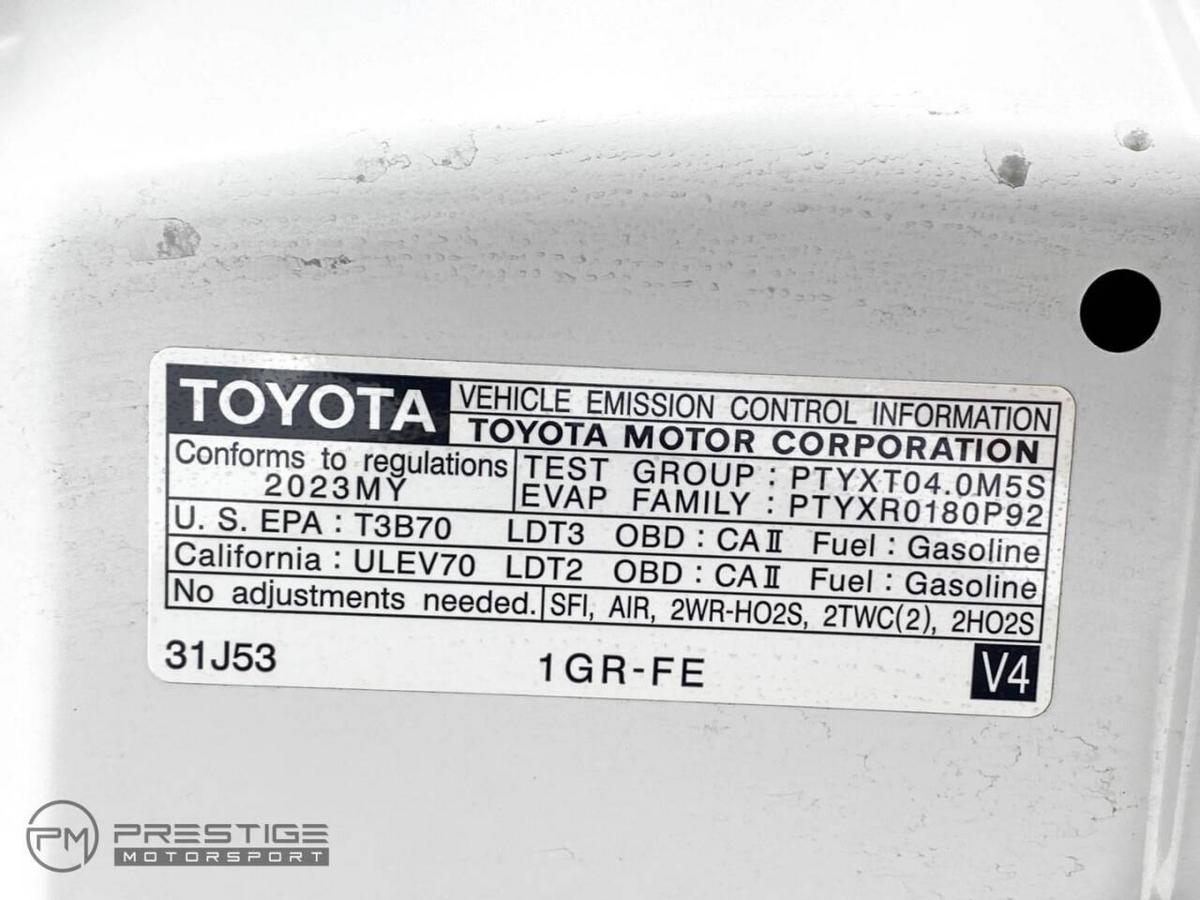 TOYOTA
VEHICLE EMISSION CONTROL INFORMATION
TOYOTA MOTOR CORPORATION
Conforms to regulations
2023MY
TEST GROUP : PTYXT04.0M5S
EVAP FAMILY : PTYXR0180P92
U. S. EPA : T3B70 LDT3 OBD : CAⅡ Fuel : Gasoline
California : ULEV70 LDT2 OBD : CAⅡ Fuel : Gasoline
No adjustments needed. SFI, AIR, 2WR-HO2S, 2TWC(2), 2HO2S
31J53 1GR-FE V4
PM PRESTIGE
MOTORSPORT